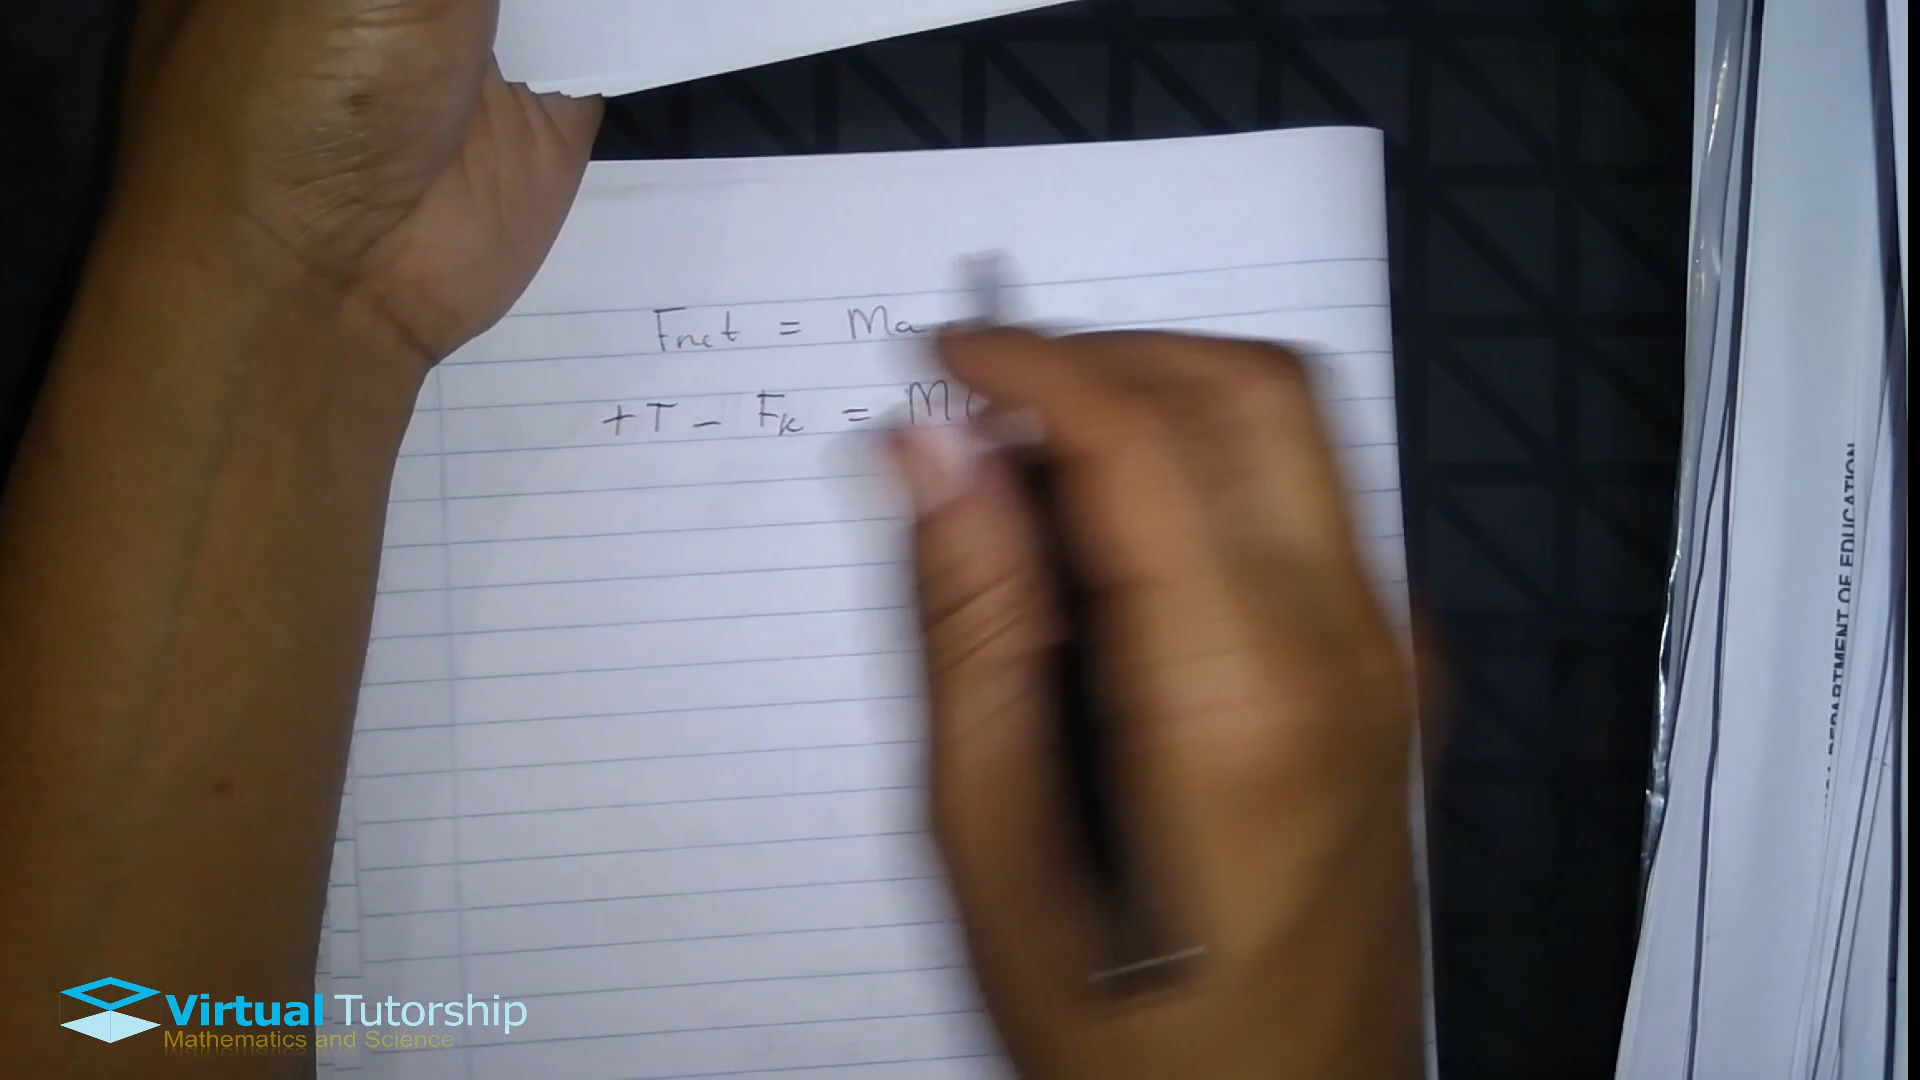 Fnet = Ma
+T - Fk = M
DEPARTMENT OF EDUCATION
Virtual Tutorship
Mathematics and Science